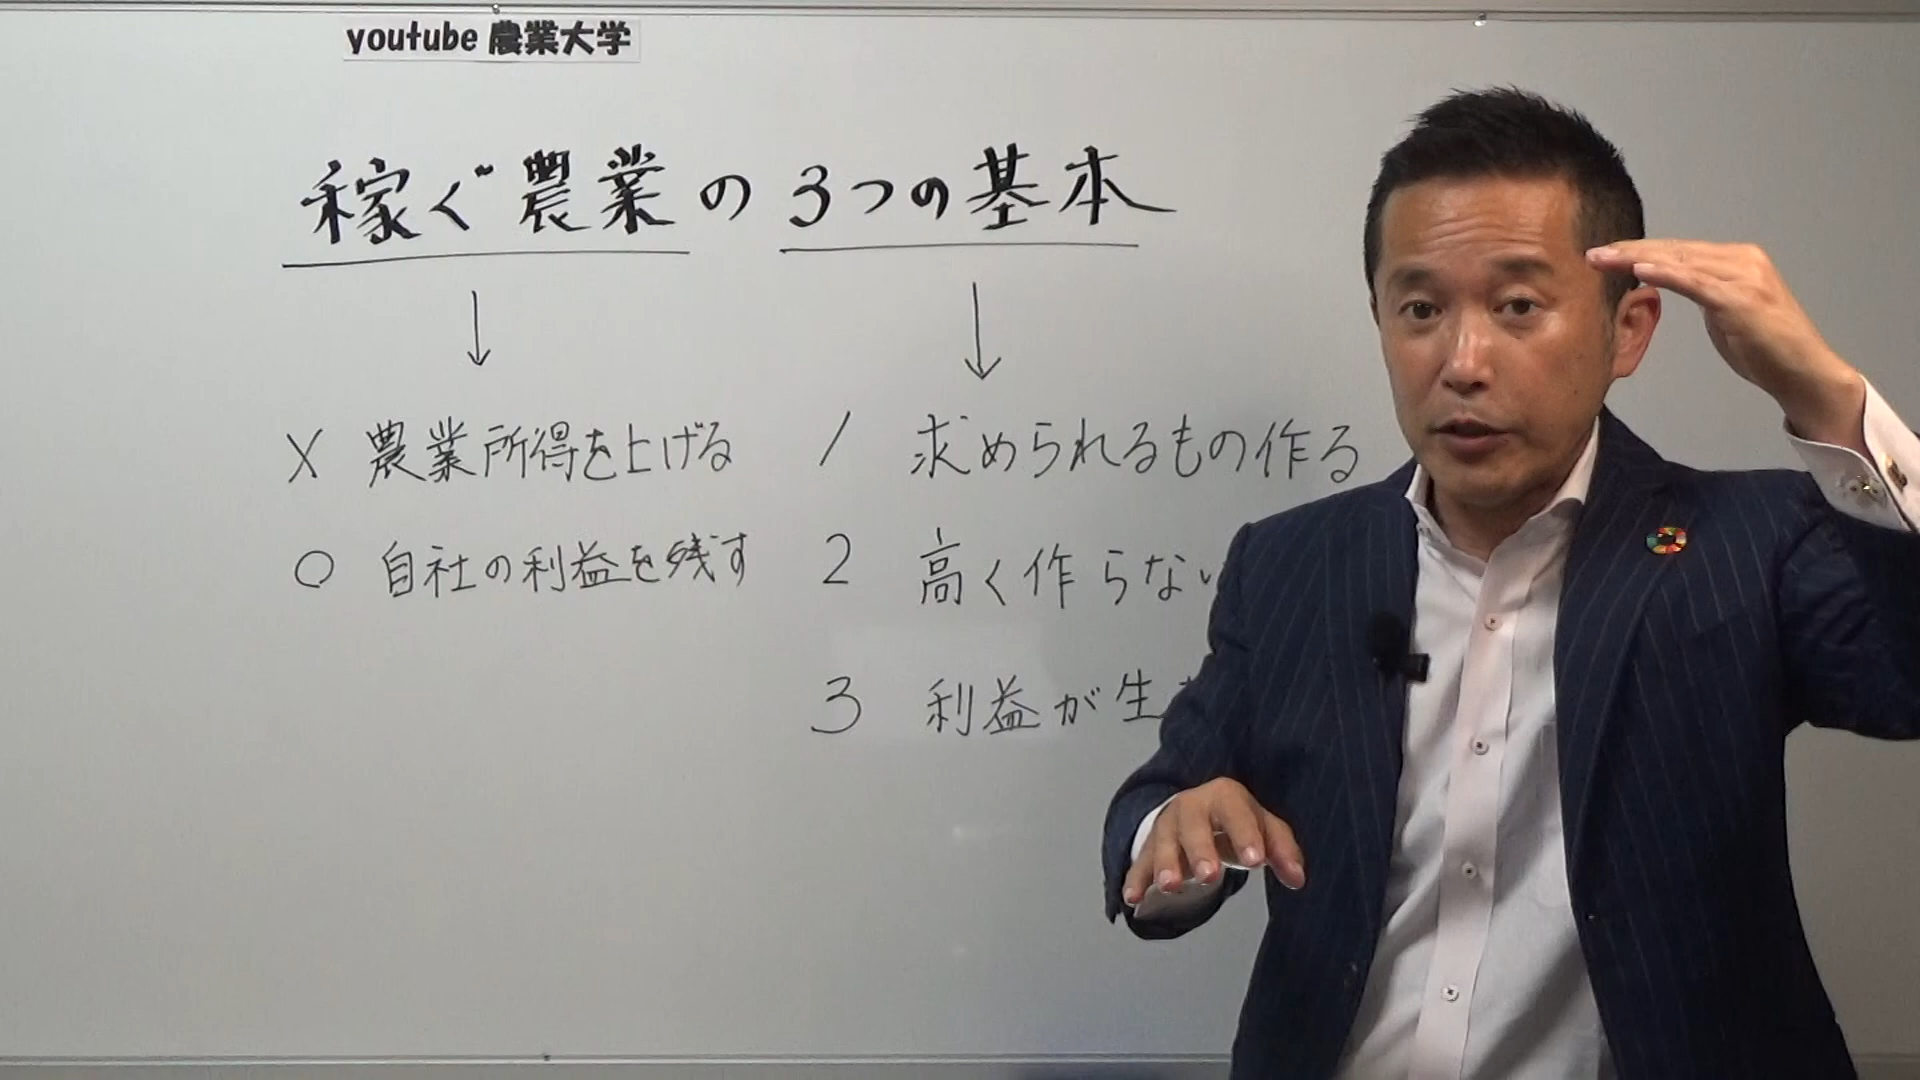 youtube 農業大学
稼ぐ農業の3つの基本
× 農業所得を上げる
○ 自社の利益を残す
1 求められるもの作る
2 高く作らない
3 利益が生